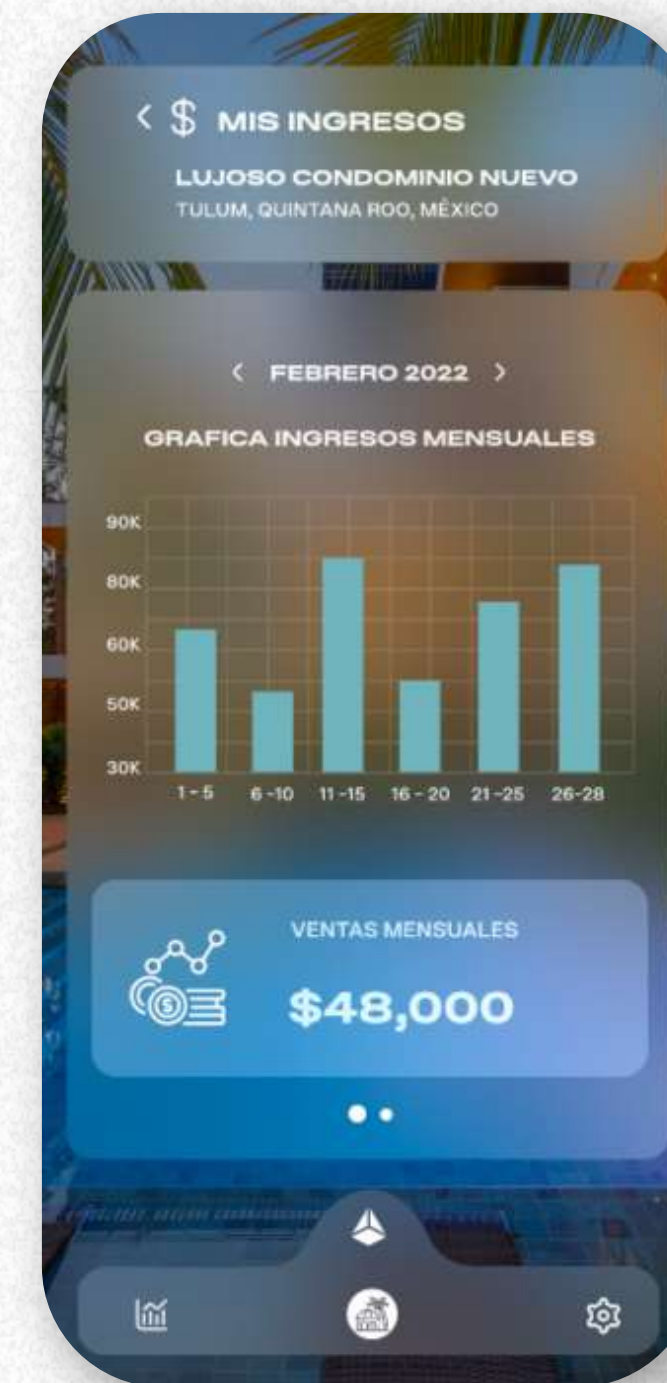 $ MIS INGRESOS
LUJOSO CONDOMINIO NUEVO
TULUM, QUINTANA ROO, MÉXICO
FEBRERO 2022
GRAFICA INGRESOS MENSUALES
90K
80K
60K
50K
30K
1 - 5 6 -10 11 -15 16 - 20 21 -25 26-28
VENTAS MENSUALES
$48,000